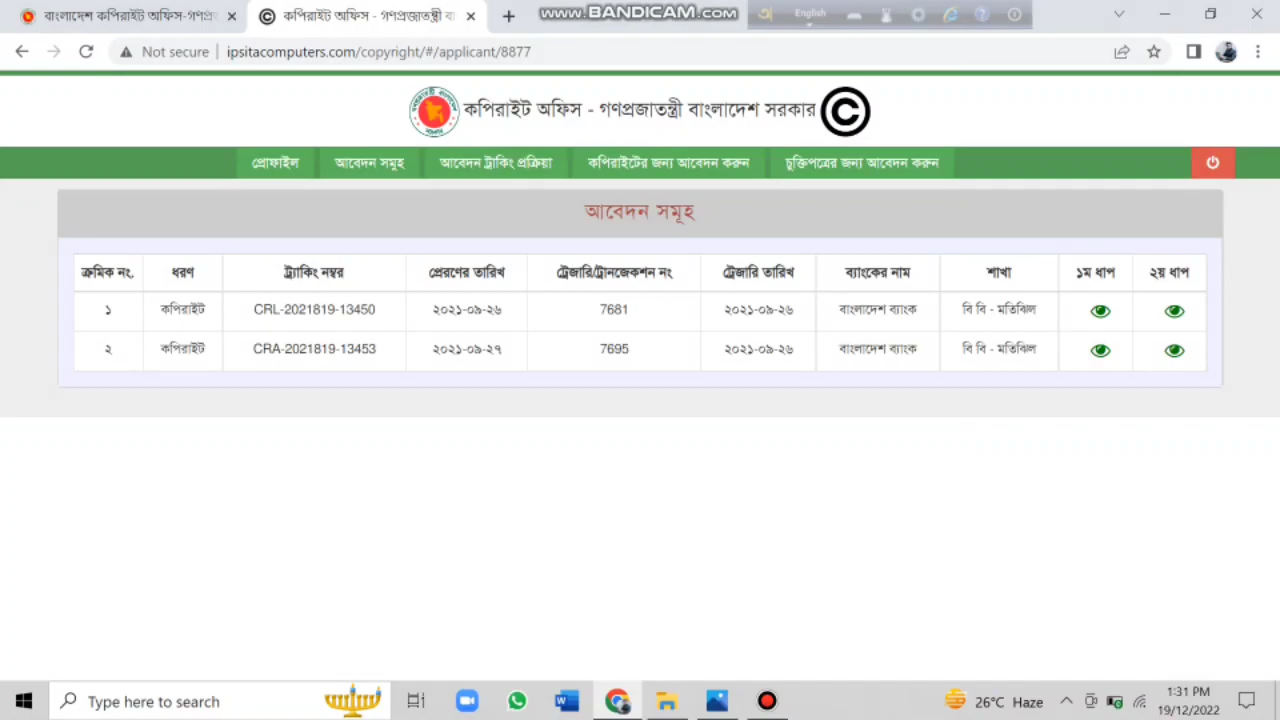 বাংলাদেশ কপিরাইট অফিস-গণপ্র
কপিরাইট অফিস - গণপ্রজাতন্ত্রী বা
www.BANDICAM.com
English
Not secure
ipsitacomputers.com/copyright/#/applicant/8877
কপিরাইট অফিস - গণপ্রজাতন্ত্রী বাংলাদেশ সরকার
প্রোফাইল আবেদন সমূহ আবেদন ট্রাকিং প্রক্রিয়া কপিরাইটের জন্য আবেদন করুন চুক্তিপত্রের জন্য আবেদন করুন
আবেদন সমূহ
ক্রমিক নং. ধরণ ট্র্যাকিং নম্বর প্রেরণের তারিখ ট্রেজারি/ট্রানজেকশন নং ট্রেজারি তারিখ ব্যাংকের নাম শাখা ১ম ধাপ ২য় ধাপ
১ কপিরাইট CRL-2021819-13450 ২০২১-০৯-২৬ 7681 ২০২১-০৯-২৬ বাংলাদেশ ব্যাংক বি বি - মতিঝিল
২ কপিরাইট CRA-2021819-13453 ২০২১-০৯-২৭ 7695 ২০২১-০৯-২৬ বাংলাদেশ ব্যাংক বি বি - মতিঝিল
Type here to search
26°C Haze
1:31 PM
19/12/2022